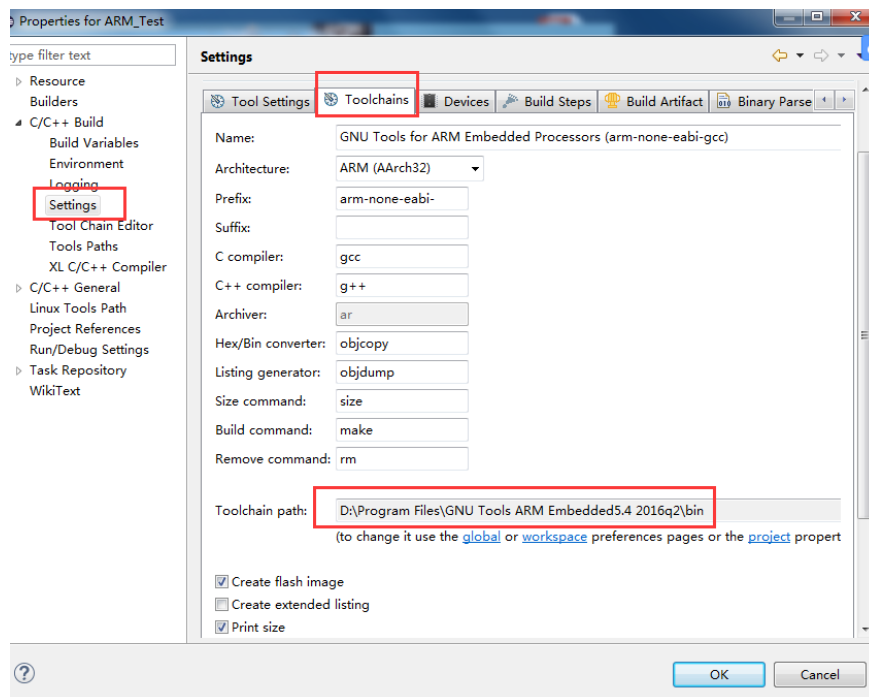 Properties for ARM_Test
type filter text
Settings
Resource
Builders
C/C++ Build
Build Variables
Environment
Logging
Settings
Tool Chain Editor
Tools Paths
XL C/C++ Compiler
C/C++ General
Linux Tools Path
Project References
Run/Debug Settings
Task Repository
WikiText
Tool Settings Toolchains Devices Build Steps Build Artifact Binary Parse
Name: GNU Tools for ARM Embedded Processors (arm-none-eabi-gcc)
Architecture: ARM (AArch32)
Prefix: arm-none-eabi-
Suffix:
C compiler: gcc
C++ compiler: g++
Archiver: ar
Hex/Bin converter: objcopy
Listing generator: objdump
Size command: size
Build command: make
Remove command: rm
Toolchain path: D:\Program Files\GNU Tools ARM Embedded5.4 2016q2\bin
(to change it use the global or workspace preferences pages or the project propert
Create flash image
Create extended listing
Print size
OK Cancel